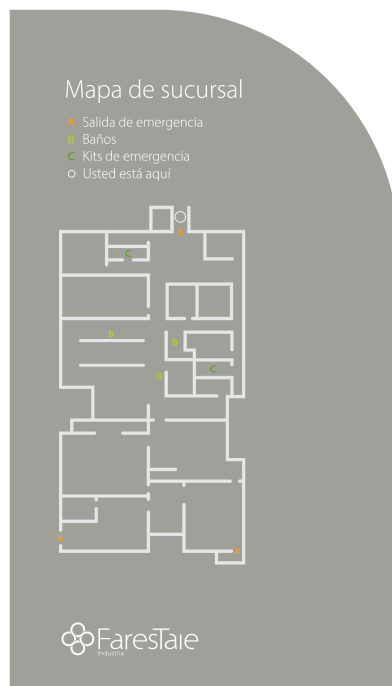 Mapa de sucursal
A Salida de emergencia
B Baños
C Kits de emergencia
Usted está aquí
A
C
B
B
C
B
A
A
FaresTaie
Industria